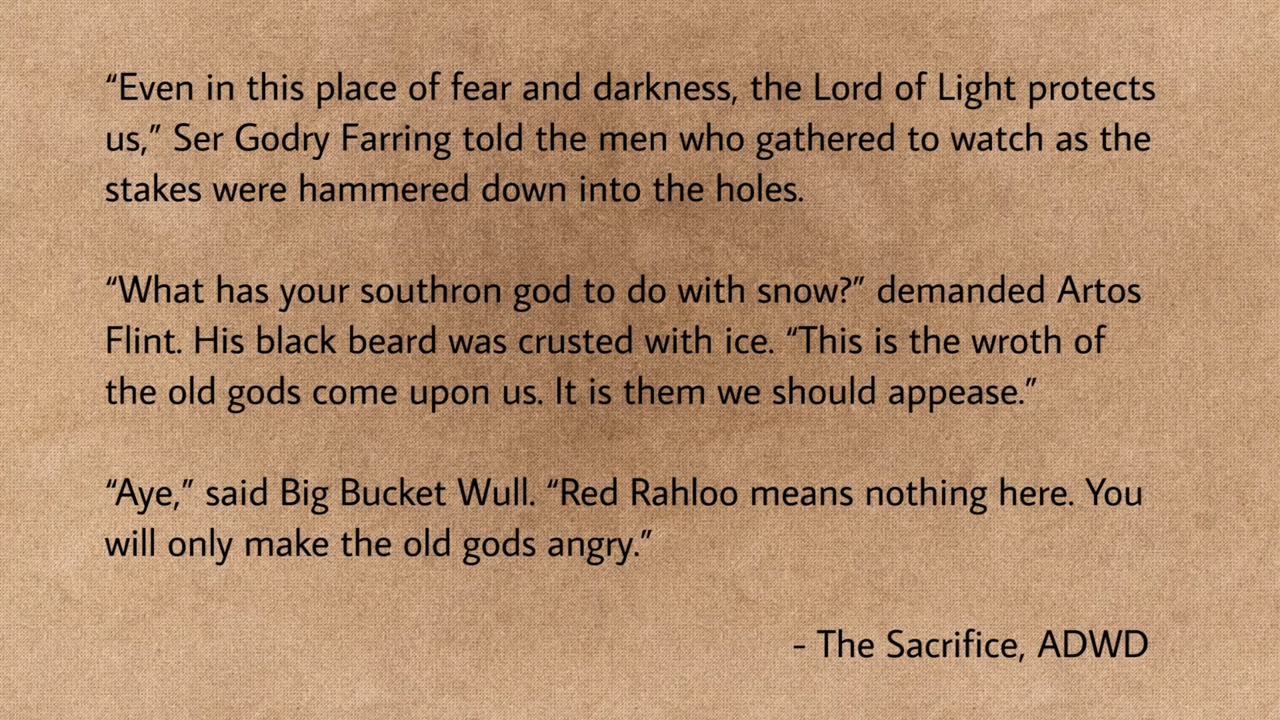 “Even in this place of fear and darkness, the Lord of Light protects
us,” Ser Godry Farring told the men who gathered to watch as the
stakes were hammered down into the holes.
“What has your southron god to do with snow?” demanded Artos
Flint. His black beard was crusted with ice. “This is the wroth of
the old gods come upon us. It is them we should appease.”
“Aye,” said Big Bucket Wull. “Red Rahloo means nothing here. You
will only make the old gods angry.”
- The Sacrifice, ADWD